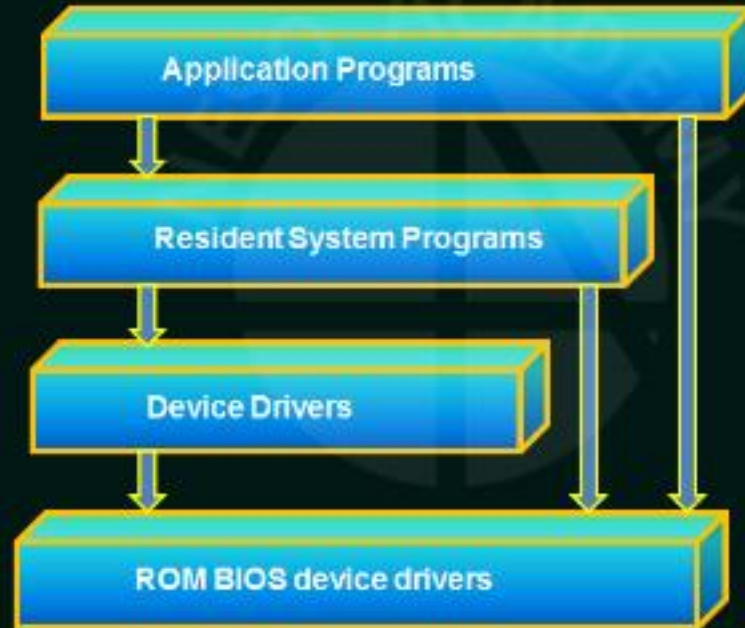 Application Programs
Resident System Programs
Device Drivers
ROM BIOS device drivers